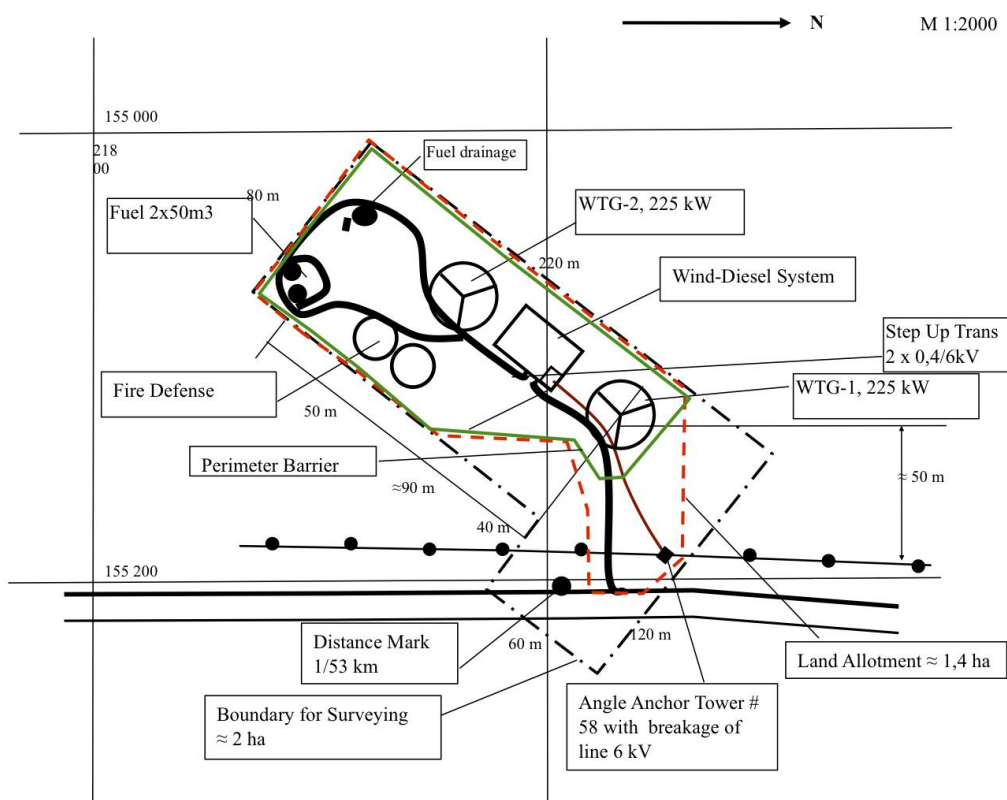 N
M 1:2000
155 000
218
00
Fuel drainage
80 m
Fuel 2x50m3
WTG-2, 225 kW
220 m
Wind-Diesel System
Step Up Trans
2 x 0,4/6kV
WTG-1, 225 kW
Fire Defense
50 m
Perimeter Barrier
≈90 m
≈ 50 m
40 m
155 200
Distance Mark
1/53 km
60 m
120 m
Land Allotment ≈ 1,4 ha
Boundary for Surveying
≈ 2 ha
Angle Anchor Tower #
58 with breakage of
line 6 kV